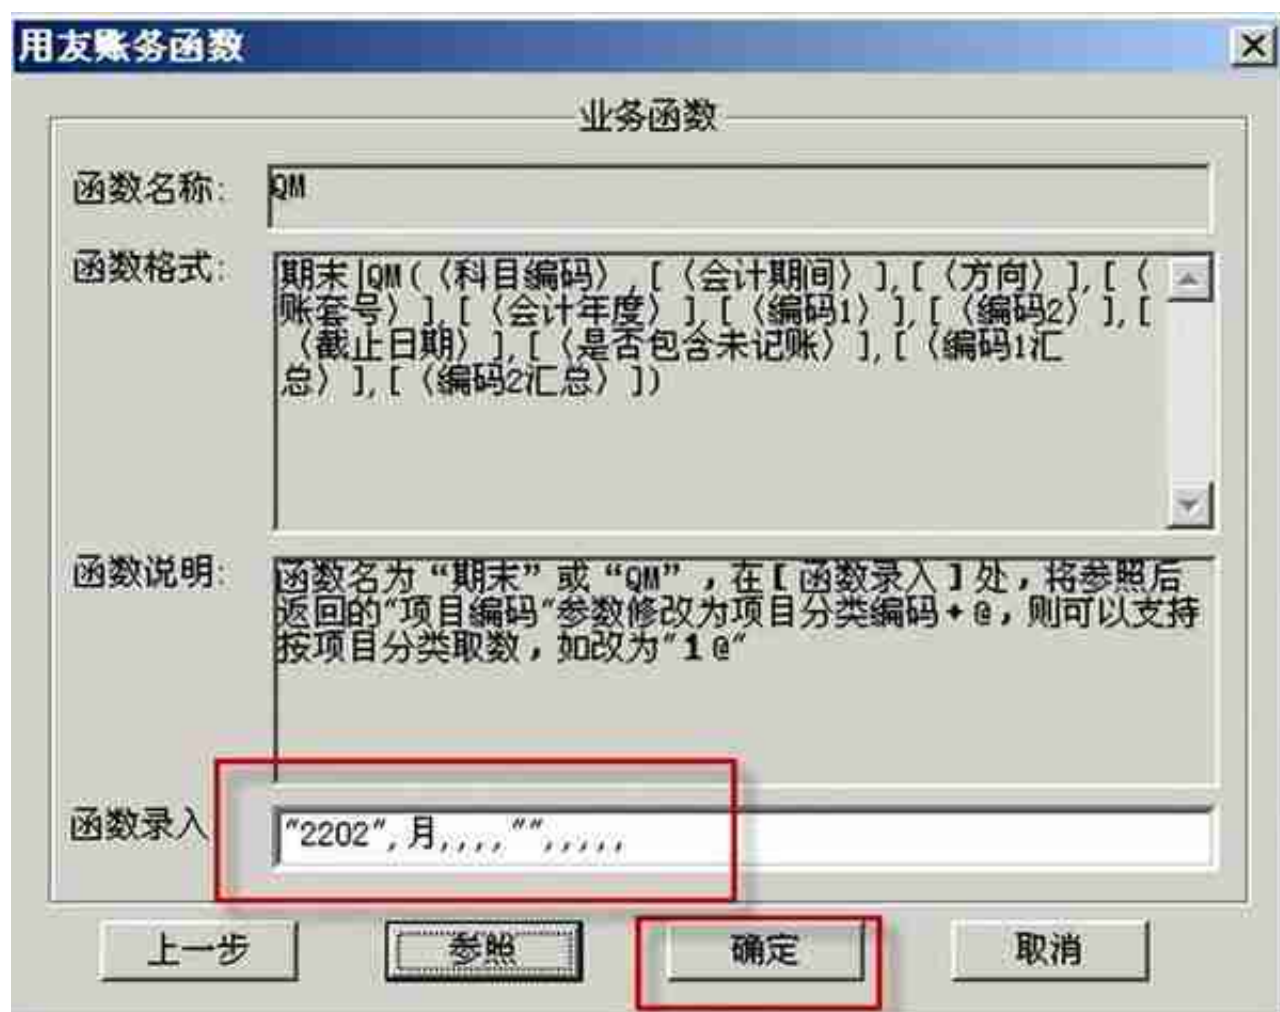 用友账务函数
业务函数
函数名称:
QM
函数格式:
期末|QM(〈科目编码〉,[〈会计期间〉],[〈方向〉],[〈
账套号〉],[〈会计年度〉],[〈编码1〉],[〈编码2〉],[
〈截止日期〉],[〈是否包含未记账〉],[〈编码1汇
总〉],[〈编码2汇总〉])
函数说明:
函数名为“期末”或“QM”，在【函数录入】处，将参照后
返回的"项目编码"参数修改为项目分类编码+@，则可以支持
按项目分类取数，如改为"1@"
函数录入
"2202",月,,,,"",,,,,
上一步
参照
确定
取消